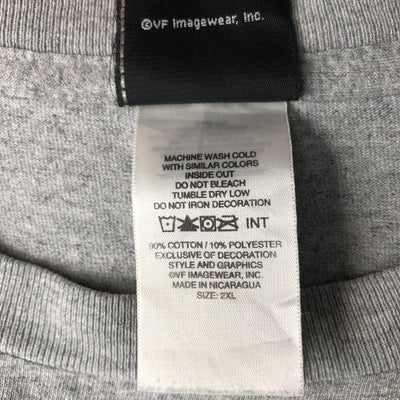 ©VF Imagewear, Inc.
MACHINE WASH COLD
WITH SIMILAR COLORS
INSIDE OUT
DO NOT BLEACH
TUMBLE DRY LOW
DO NOT IRON DECORATION
INT
90% COTTON / 10% POLYESTER
EXCLUSIVE OF DECORATION
STYLE AND GRAPHICS
©VF IMAGEWEAR, INC.
MADE IN NICARAGUA
SIZE: 2XL